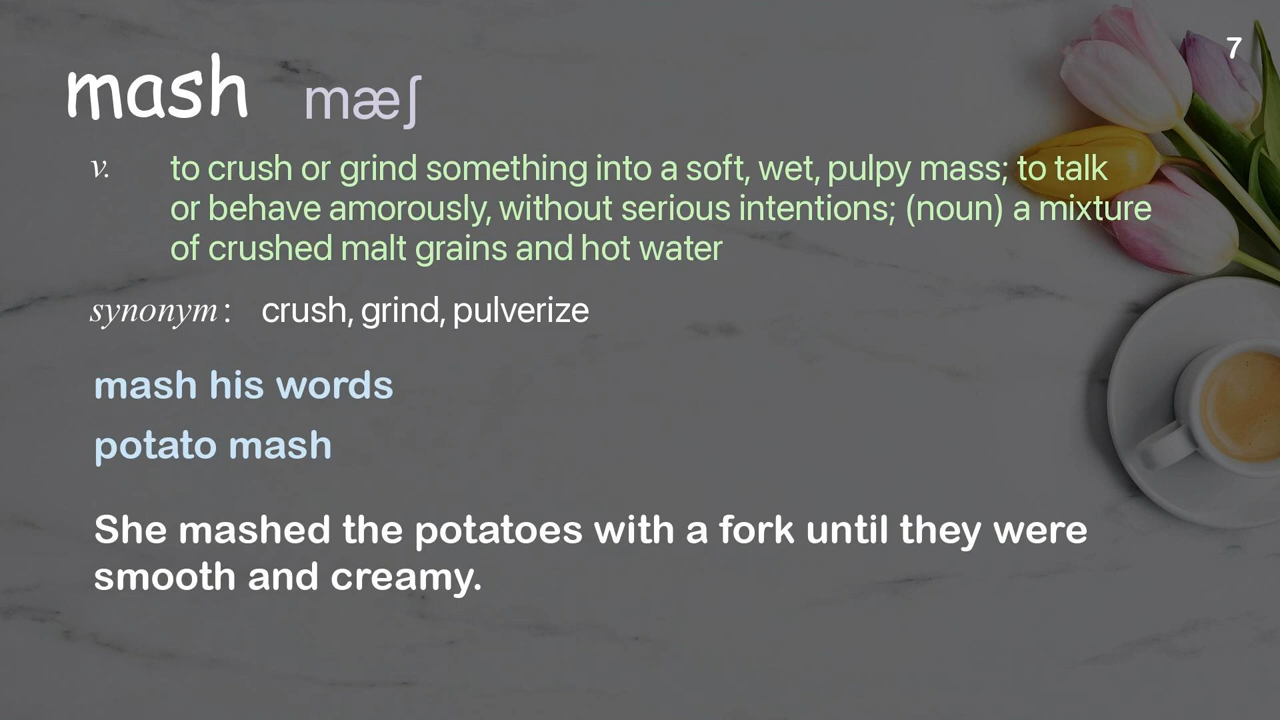 7
mash mæʃ
v. to crush or grind something into a soft, wet, pulpy mass; to talk
or behave amorously, without serious intentions; (noun) a mixture
of crushed malt grains and hot water
synonym: crush, grind, pulverize
mash his words
potato mash
She mashed the potatoes with a fork until they were
smooth and creamy.